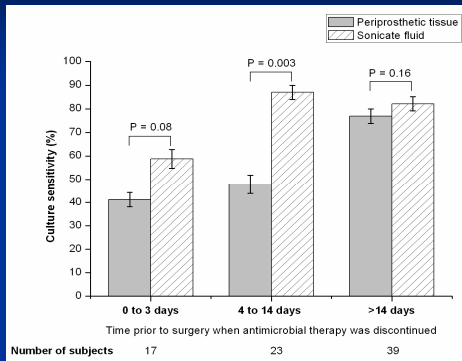 Periprosthetic tissue
Sonicate fluid
Culture sensitivity (%)
100
90
80
70
60
50
40
30
20
10
0
P = 0.08
P = 0.003
P = 0.16
0 to 3 days 4 to 14 days >14 days
Time prior to surgery when antimicrobial therapy was discontinued
Number of subjects 17 23 39